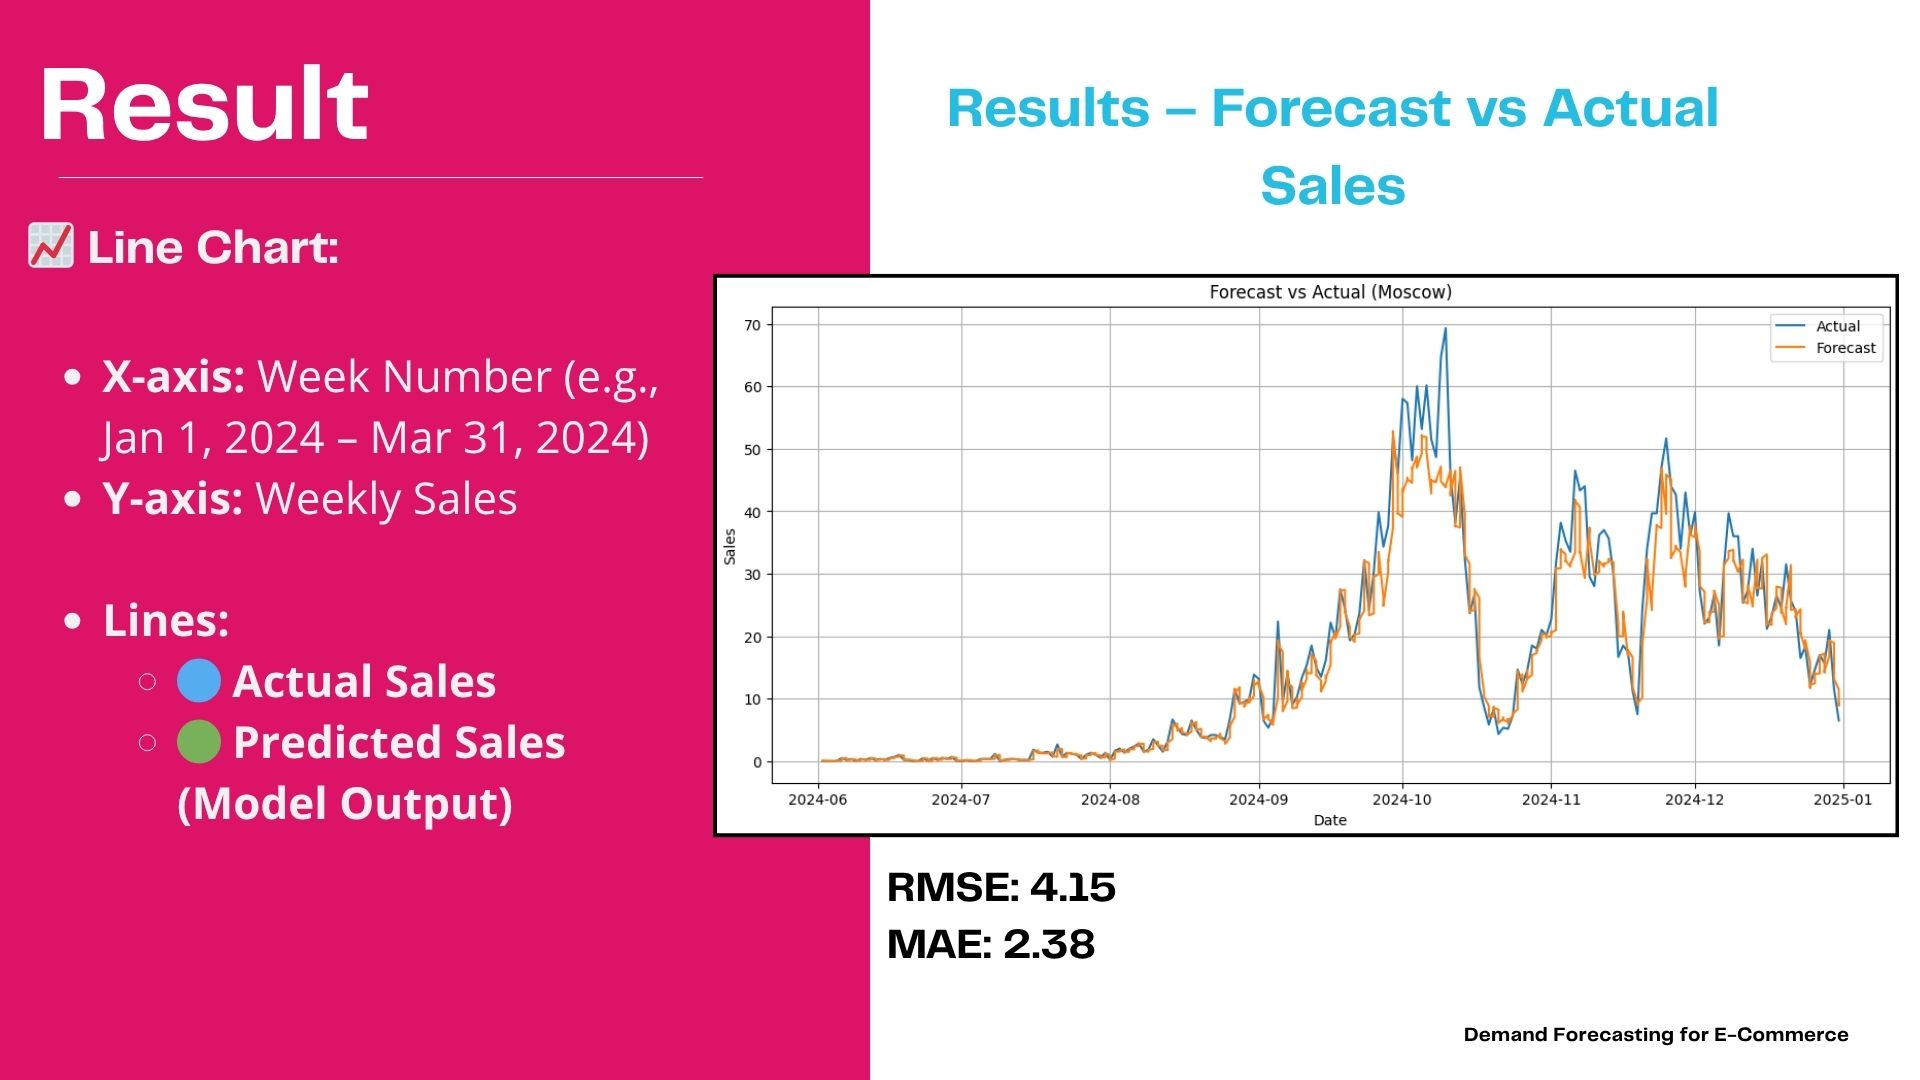 Result
📈 Line Chart:
• X-axis: Week Number (e.g.,
Jan 1, 2024 – Mar 31, 2024)
• Y-axis: Weekly Sales
• Lines:
○ 🔵 Actual Sales
○ 🟢 Predicted Sales
(Model Output)
Results – Forecast vs Actual
Sales
Forecast vs Actual (Moscow)
Actual
Forecast
70
60
50
40
30
20
10
0
Sales
2024-06 2024-07 2024-08 2024-09 2024-10 2024-11 2024-12 2025-01
Date
RMSE: 4.15
MAE: 2.38
Demand Forecasting for E-Commerce